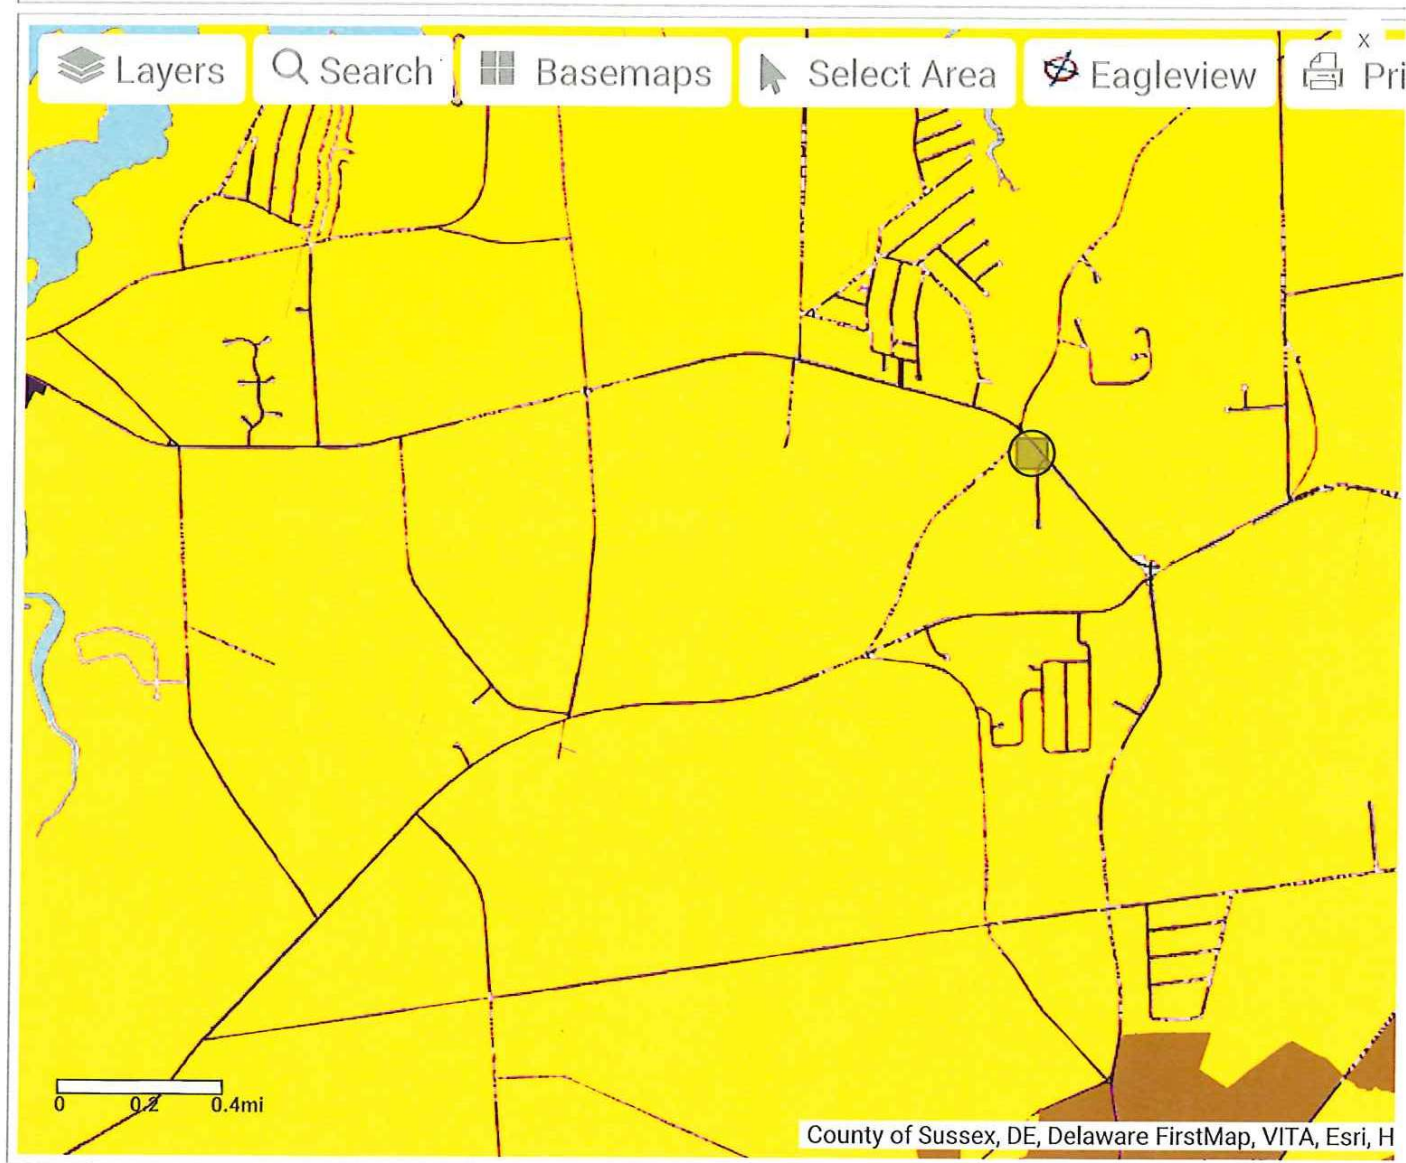 x
Layers Search Basemaps Select Area Eagleview Pri
0 0.2 0.4mi
County of Sussex, DE, Delaware FirstMap, VITA, Esri, H